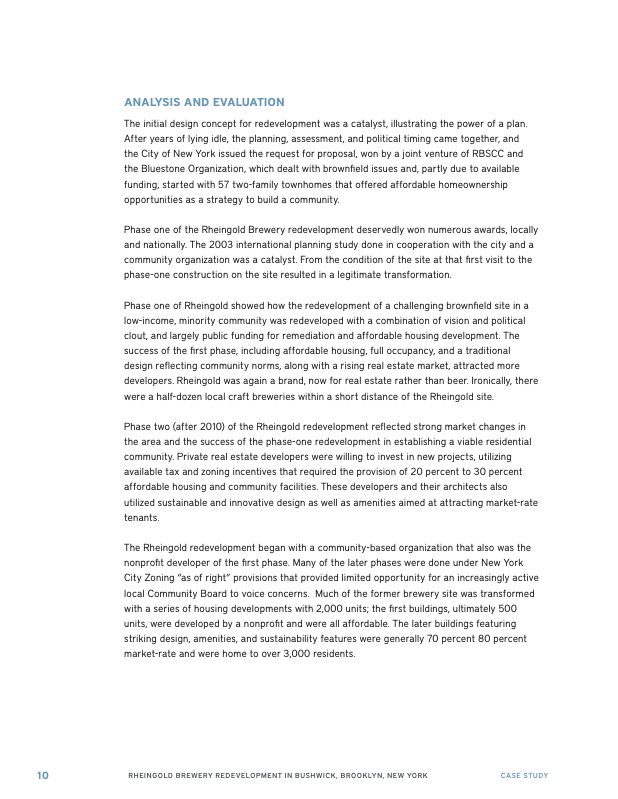 ANALYSIS AND EVALUATION
The initial design concept for redevelopment was a catalyst, illustrating the power of a plan.
After years of lying idle, the planning, assessment, and political timing came together, and
the City of New York issued the request for proposal, won by a joint venture of RBSCC and
the Bluestone Organization, which dealt with brownfield issues and, partly due to available
funding, started with 57 two-family townhomes that offered affordable homeownership
opportunities as a strategy to build a community.
Phase one of the Rheingold Brewery redevelopment deservedly won numerous awards, locally
and nationally. The 2003 international planning study done in cooperation with the city and a
community organization was a catalyst. From the condition of the site at that first visit to the
phase-one construction on the site resulted in a legitimate transformation.
Phase one of Rheingold showed how the redevelopment of a challenging brownfield site in a
low-income, minority community was redeveloped with a combination of vision and political
clout, and largely public funding for remediation and affordable housing development. The
success of the first phase, including affordable housing, full occupancy, and a traditional
design reflecting community norms, along with a rising real estate market, attracted more
developers. Rheingold was again a brand, now for real estate rather than beer. Ironically, there
were a half-dozen local craft breweries within a short distance of the Rheingold site.
Phase two (after 2010) of the Rheingold redevelopment reflected strong market changes in
the area and the success of the phase-one redevelopment in establishing a viable residential
community. Private real estate developers were willing to invest in new projects, utilizing
available tax and zoning incentives that required the provision of 20 percent to 30 percent
affordable housing and community facilities. These developers and their architects also
utilized sustainable and innovative design as well as amenities aimed at attracting market-rate
tenants.
The Rheingold redevelopment began with a community-based organization that also was the
nonprofit developer of the first phase. Many of the later phases were done under New York
City Zoning “as of right” provisions that provided limited opportunity for an increasingly active
local Community Board to voice concerns. Much of the former brewery site was transformed
with a series of housing developments with 2,000 units; the first buildings, ultimately 500
units, were developed by a nonprofit and were all affordable. The later buildings featuring
striking design, amenities, and sustainability features were generally 70 percent 80 percent
market-rate and were home to over 3,000 residents.
10 RHEINGOLD BREWERY REDEVELOPMENT IN BUSHWICK, BROOKLYN, NEW YORK CASE STUDY